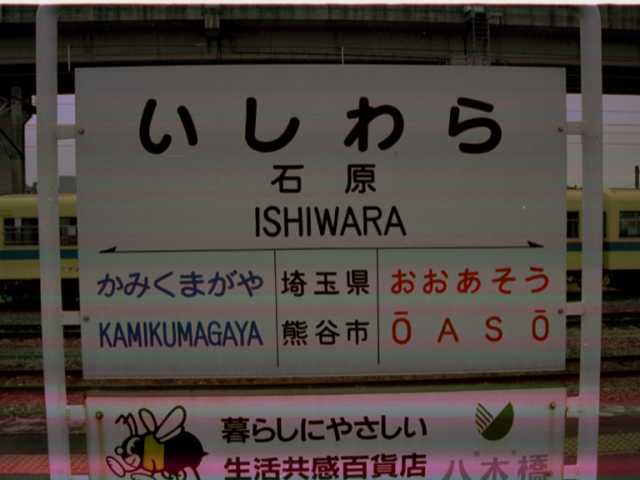 いしわら
石原
ISHIWARA
かみくまがや 埼玉県 おおあそう
KAMIKUMAGAYA 熊谷市 ŌASŌ
暮らしにやさしい
生活共感百貨店 八木橋